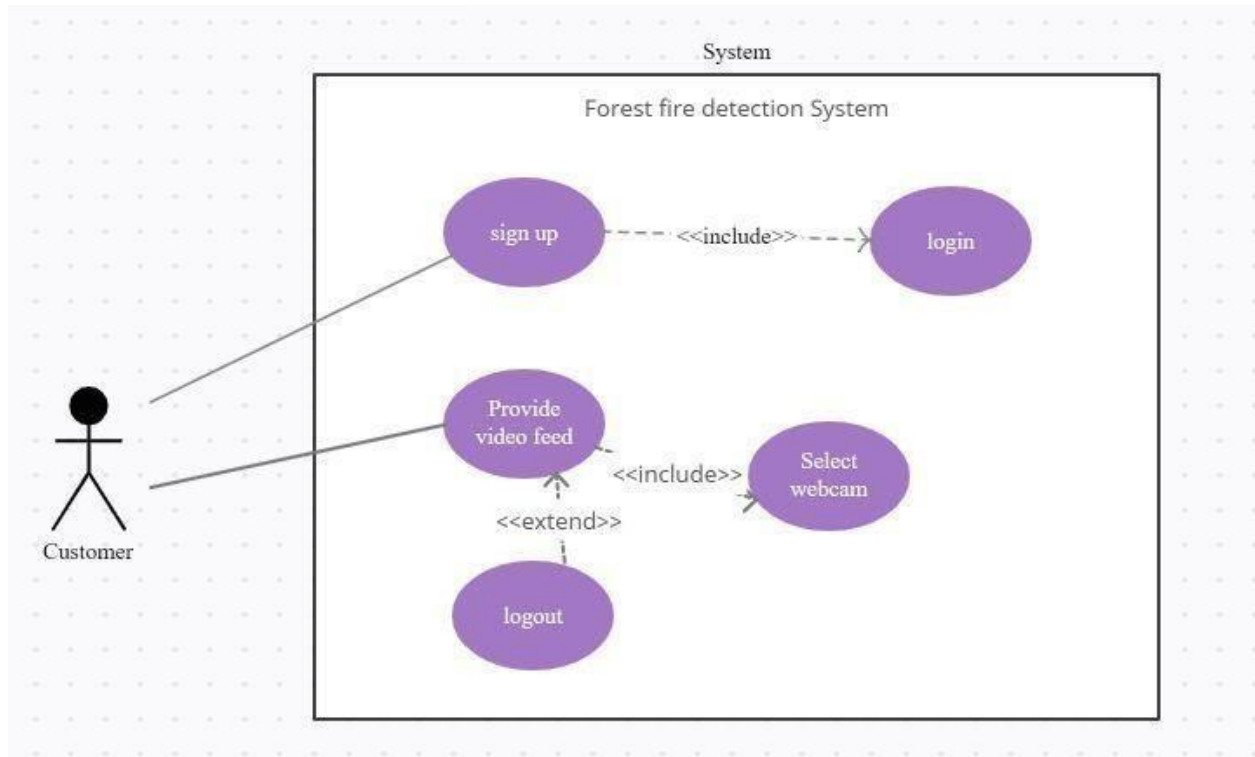 System
Forest fire detection System
sign up
<<include>>
login
Provide
video feed
<<include>>
Select
webcam
<<extend>>
logout
Customer